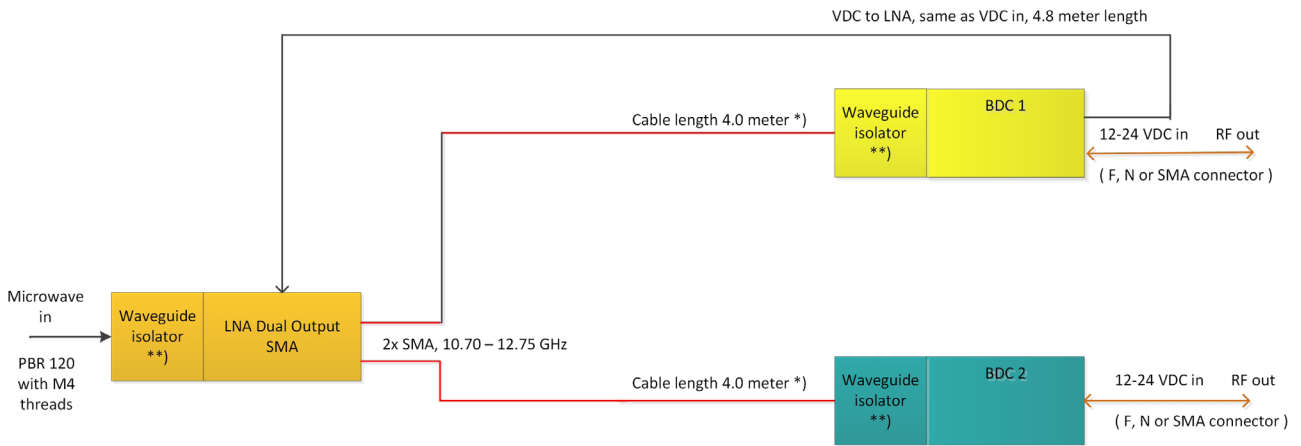 VDC to LNA, same as VDC in, 4.8 meter length
Cable length 4.0 meter *)
Waveguide
isolator
**)
BDC 1
12-24 VDC in
RF out
( F, N or SMA connector )
Microwave
in
PBR 120
with M4
threads
Waveguide
isolator
**)
LNA Dual Output
SMA
2x SMA, 10.70 – 12.75 GHz
Cable length 4.0 meter *)
Waveguide
isolator
**)
BDC 2
12-24 VDC in
RF out
( F, N or SMA connector )